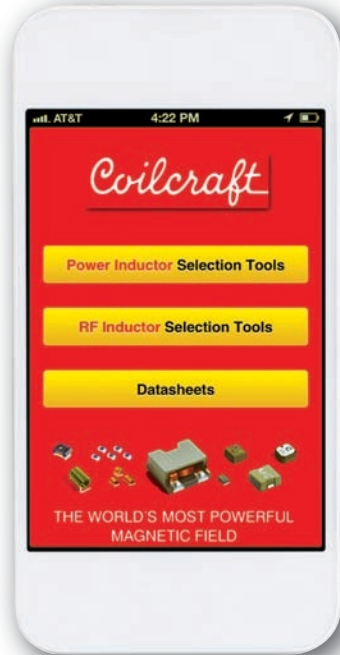 AT&T 4:22 PM
Coilcraft
Power Inductor Selection Tools
RF Inductor Selection Tools
Datasheets
THE WORLD'S MOST POWERFUL
MAGNETIC FIELD